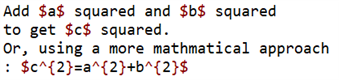 Add $a$ squared and $b$ squared
to get $c$ squared.
Or, using a more mathmatical approach
: $c^{2}=a^{2}+b^{2}$